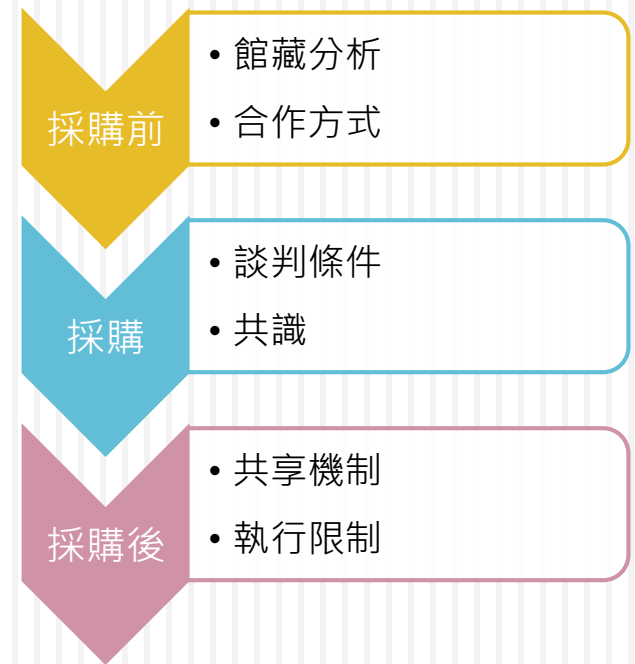 採購前
• 館藏分析
• 合作方式
採購
• 談判條件
• 共識
採購後
• 共享機制
• 執行限制